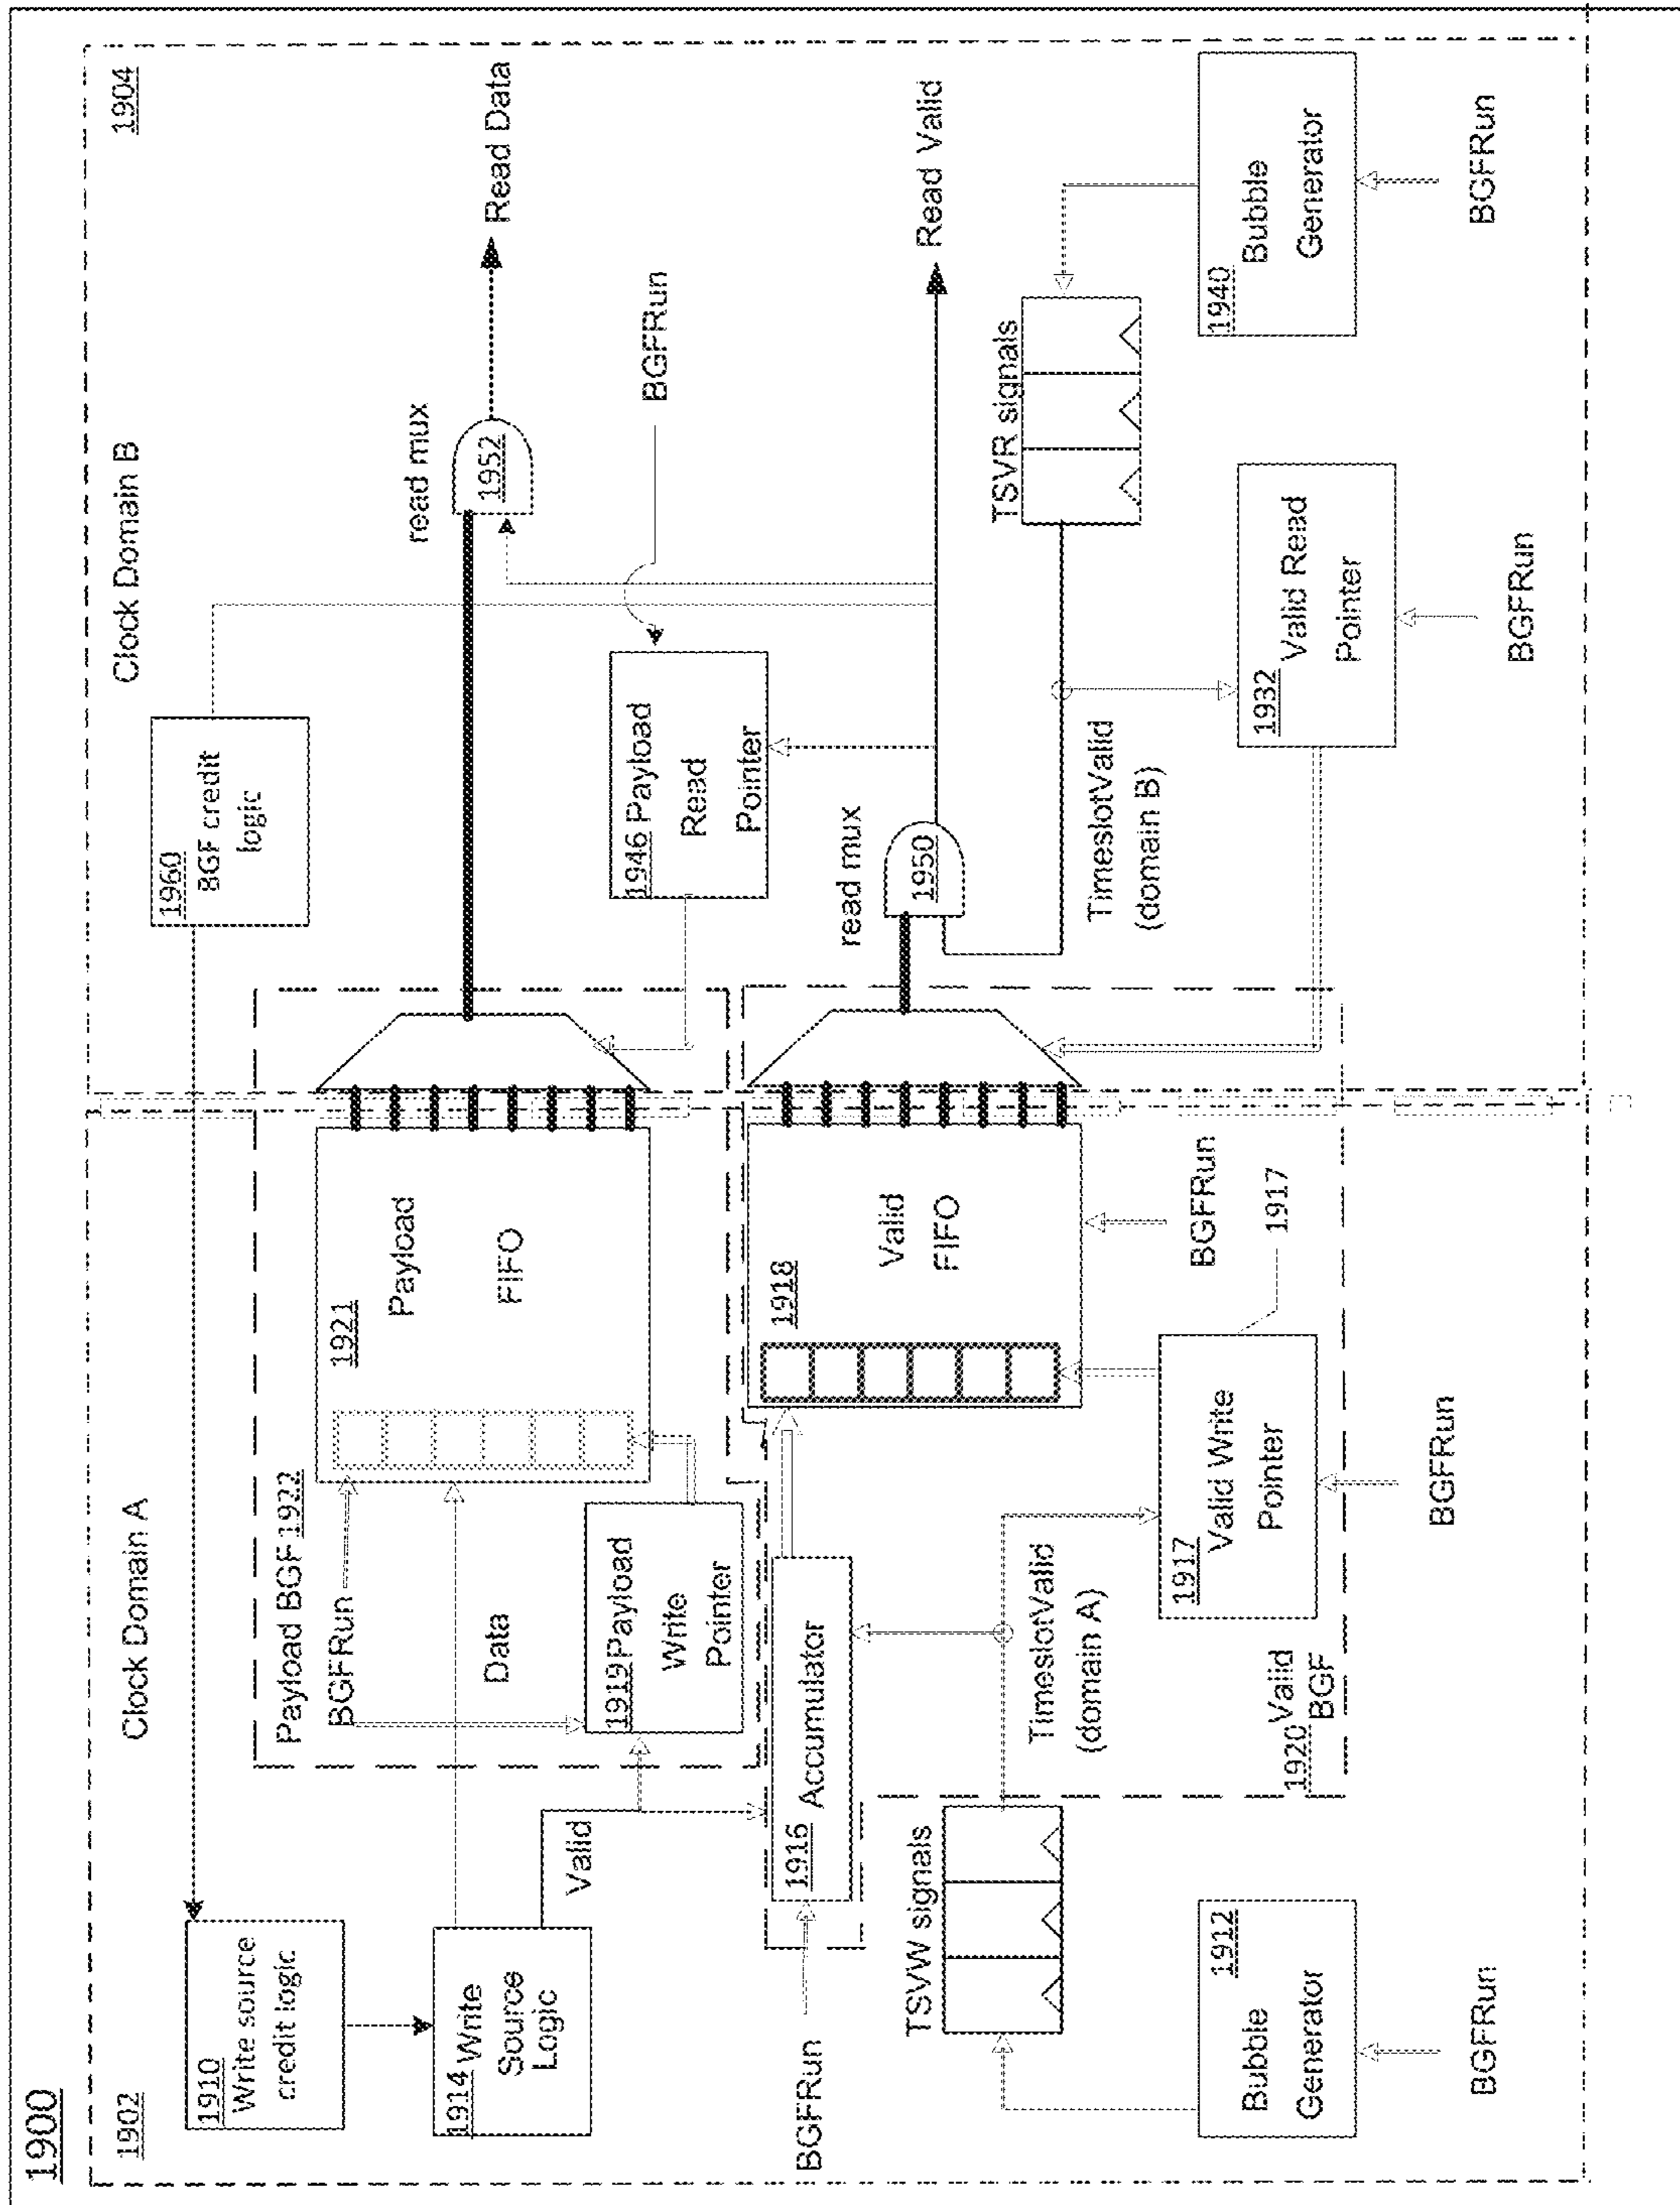 1900
1902
Clock Domain A
Clock Domain B
1904
1910
Write source
credit logic
1960
BGF credit
logic
Payload BGF 1922
BGFRun
1921
Payload
FIFO
read mux
1952
Read Data
1914 Write
Source
Logic
Data
Valid
1919 Payload
Write
Pointer
1946 Payload
Read
Pointer
BGFRun
BGFRun
1916
Accumulator
1918
Valid
FIFO
read mux
1950
Read Valid
TSVW signals
TimeslotValid
(domain A)
TimeslotValid
(domain B)
TSVR signals
BGFRun
1917
1917
Valid Write
Pointer
1932
Valid Read
Pointer
1912
Bubble
Generator
1940
Bubble
Generator
1920 Valid
BGF
BGFRun
BGFRun
BGFRun
BGFRun